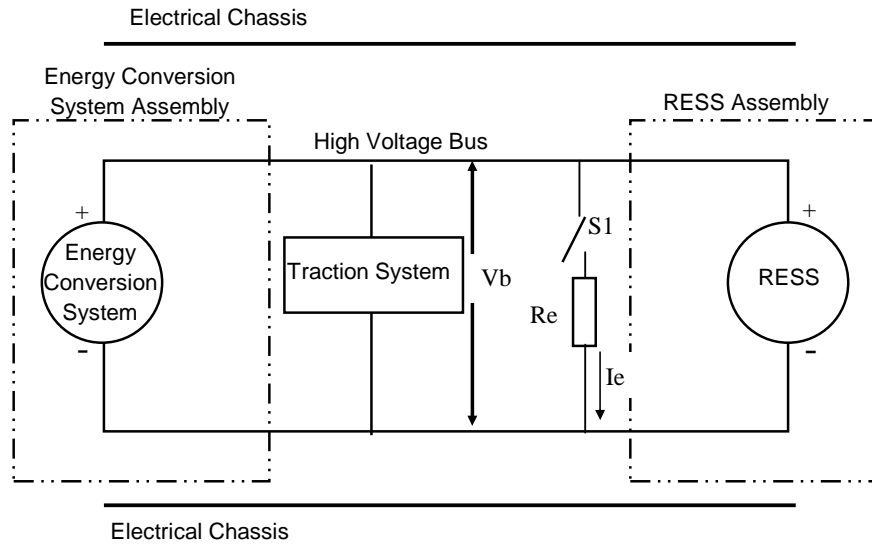 Electrical Chassis
Energy Conversion
System Assembly
RESS Assembly
High Voltage Bus
+
+
S1
Energy
Conversion
System
Traction System
Vb
RESS
Re
-
-
Ie
Electrical Chassis